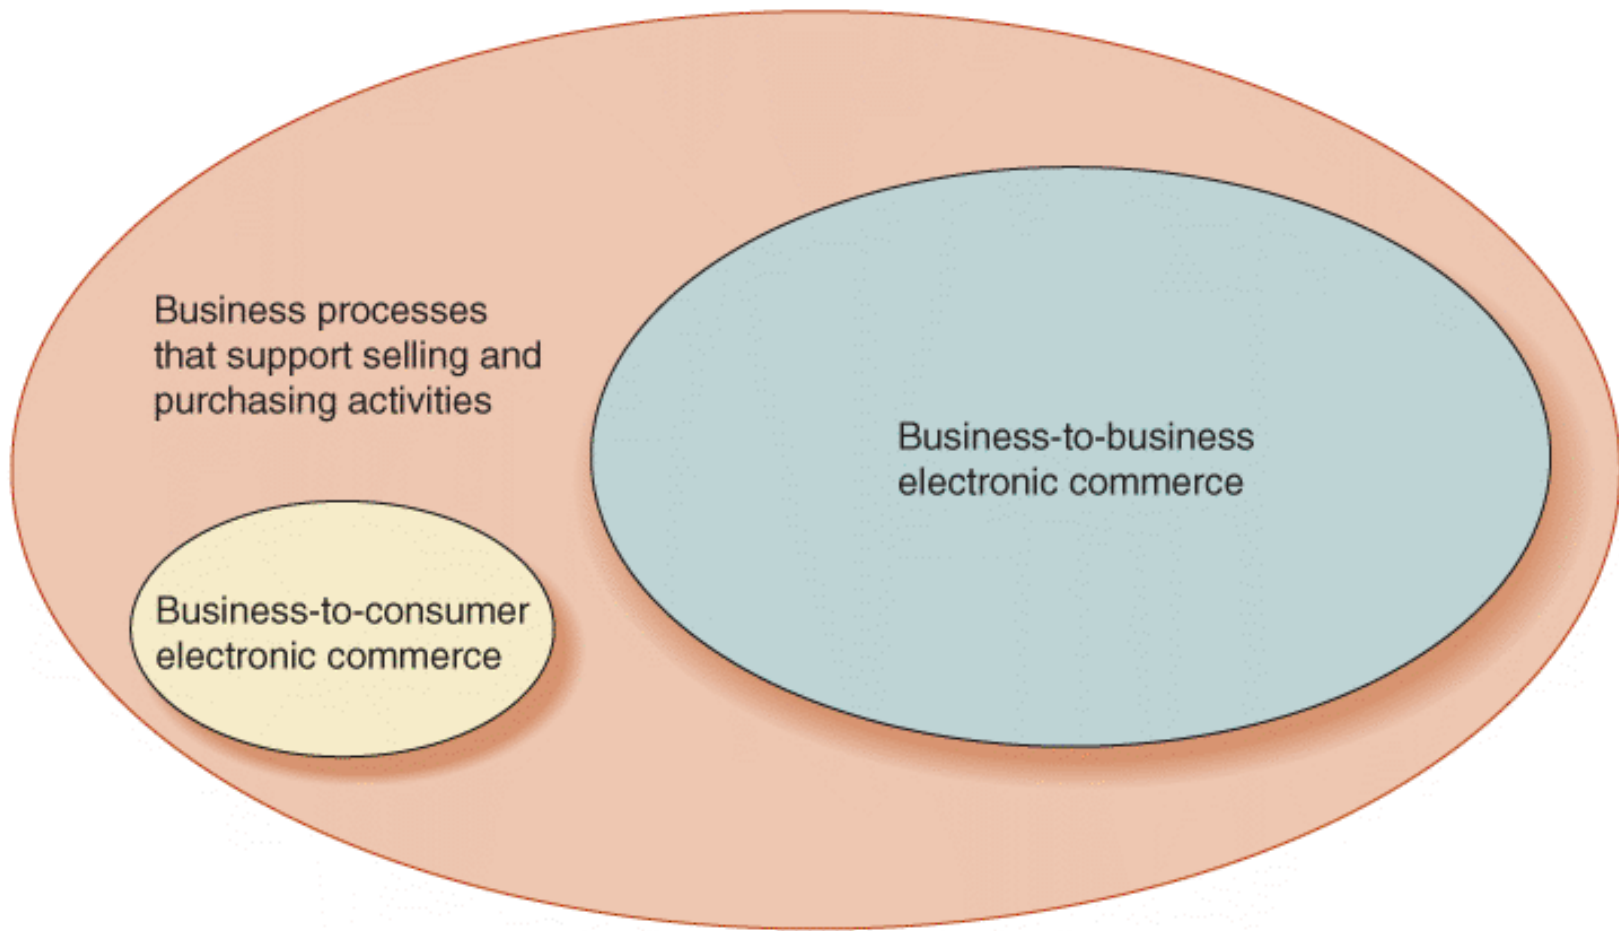 Business processes
that support selling and
purchasing activities
Business-to-business
electronic commerce
Business-to-consumer
electronic commerce